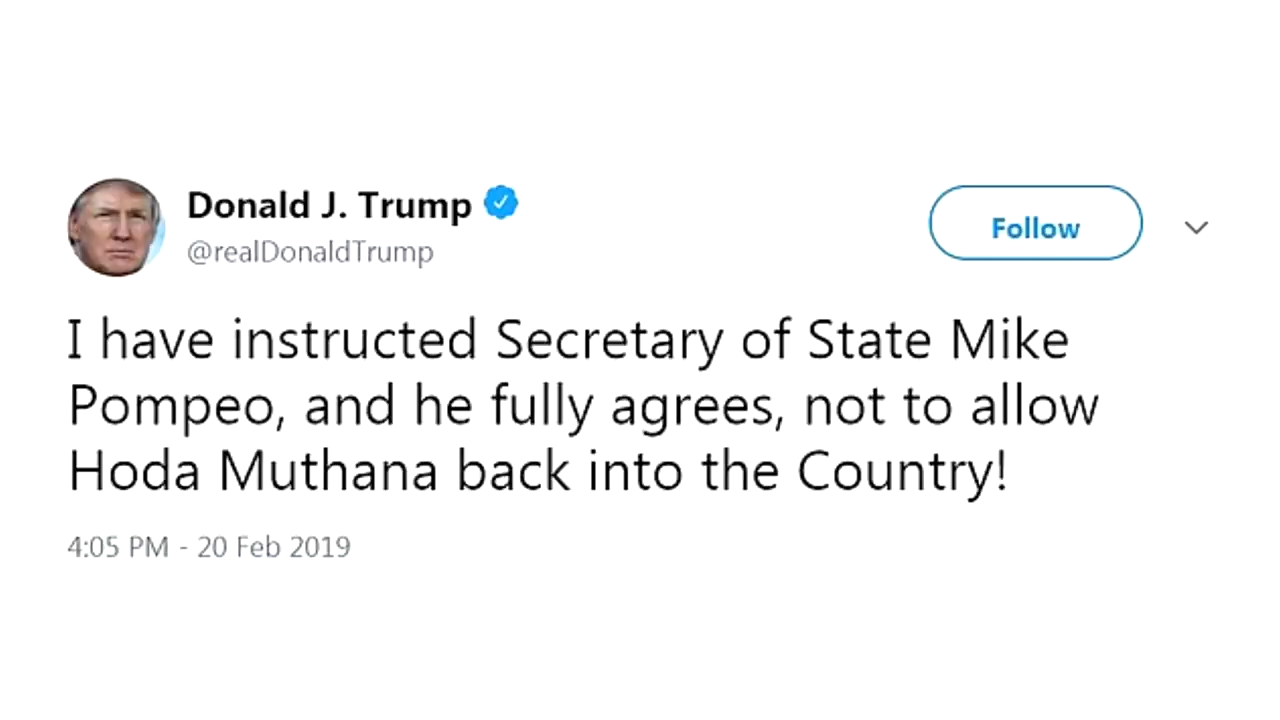 Donald J. Trump
@realDonaldTrump
Follow
I have instructed Secretary of State Mike
Pompeo, and he fully agrees, not to allow
Hoda Muthana back into the Country!
4:05 PM - 20 Feb 2019